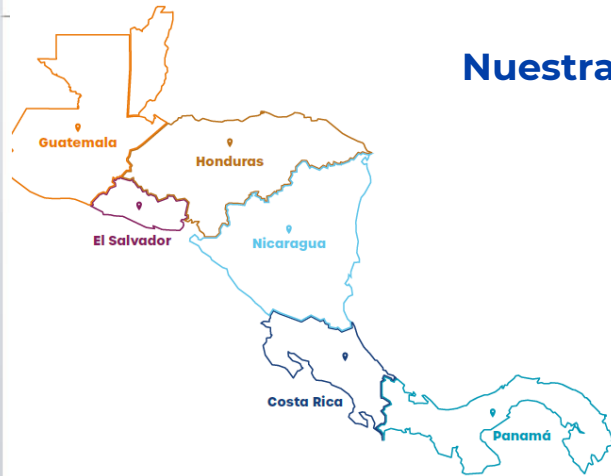 Nuestra
Guatemala
Honduras
El Salvador
Nicaragua
Costa Rica
Panamá